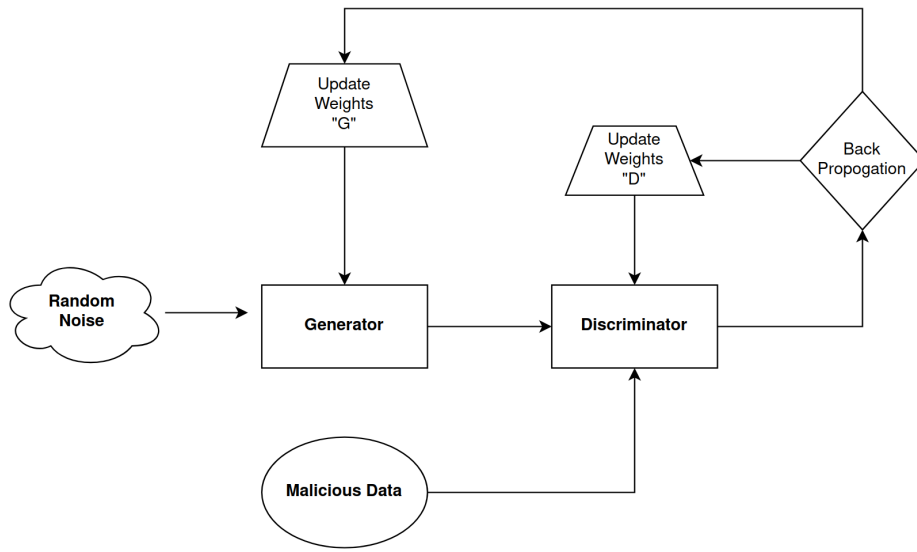 Update
Weights
"G"
Update
Weights
"D"
Back
Propogation
Random
Noise
Generator
Discriminator
Malicious Data